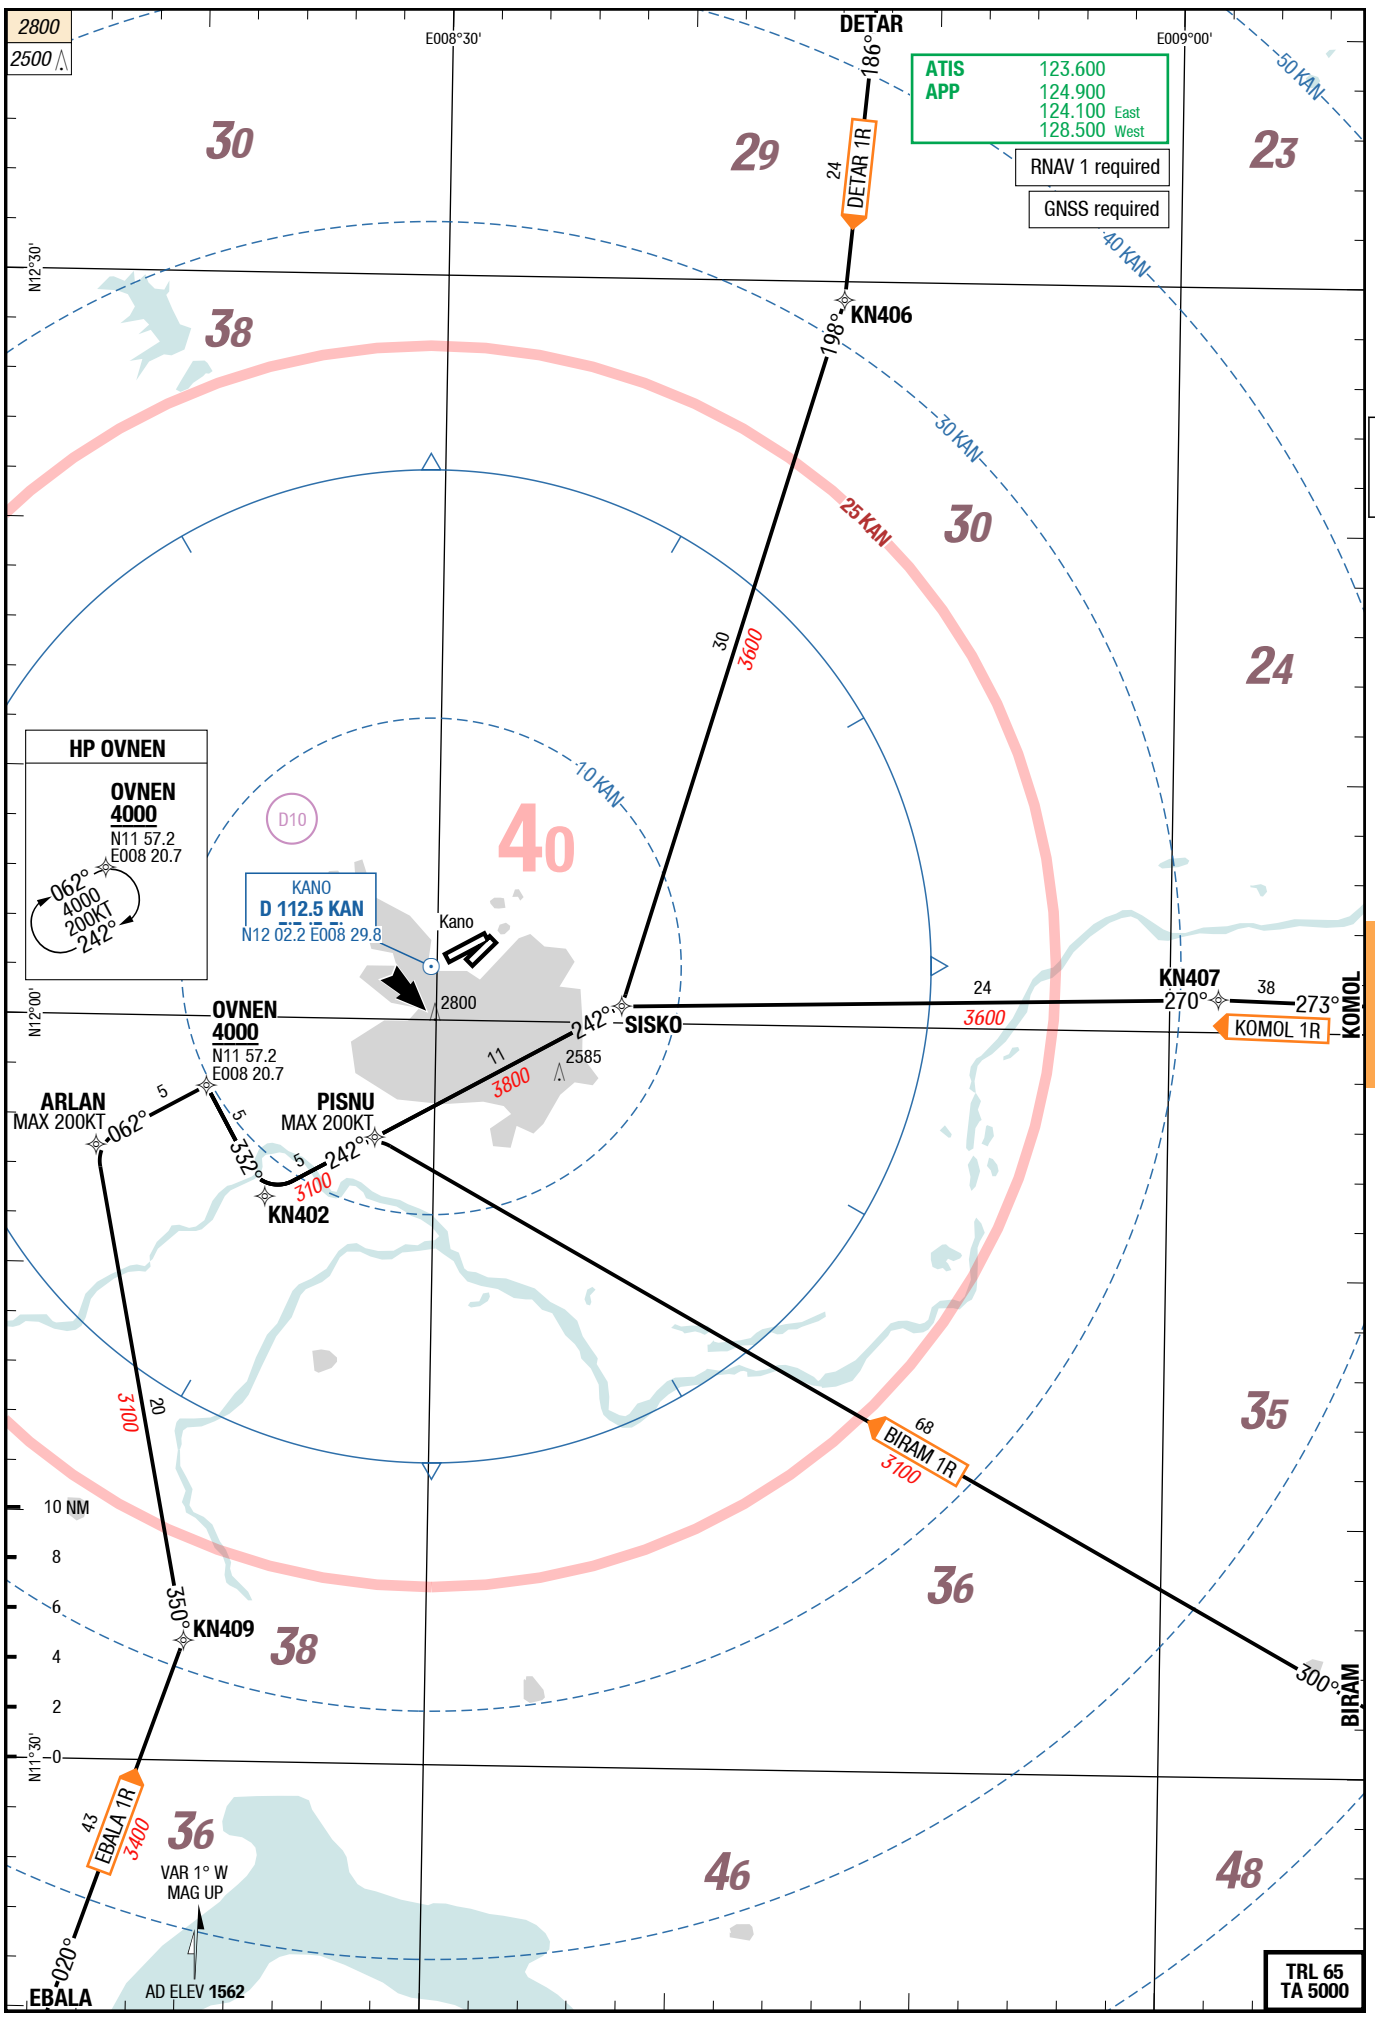 2800
2500
E008°30'
DETAR
E009°00'
186°
ATIS 123.600
APP 124.900
124.100 East
128.500 West
50 KAN
30
29
23
24
DETAR 1R
RNAV 1 required
GNSS required
40 KAN
N12°30'
KN406
198°
38
30 KAN
25 KAN
30
30
3600
24
HP OVNEN
OVNEN
4000
N11 57.2
E008 20.7
062°
4000
200KT
242°
10 KAN
D10
40
KANO
D 112.5 KAN
N12 02.2 E008 29.8
Kano
2800
N12°00'
OVNEN
4000
N11 57.2
E008 20.7
242°
SISKO
24
3600
KN407
270°
38
273°
KOMOL
KOMOL 1R
11
3800
2585
ARLAN
MAX 200KT
5
062°
5
332°
PISNU
MAX 200KT
242°
5
3100
KN402
20
3100
35
68
BIRAM 1R
3100
10 NM
8
6
4
2
0
350°
KN409
38
36
300°
BIRAM
N11°30'
43
EBALA 1R
3400
36
VAR 1° W
MAG UP
46
48
020°
EBALA
AD ELEV 1562
TRL 65
TA 5000